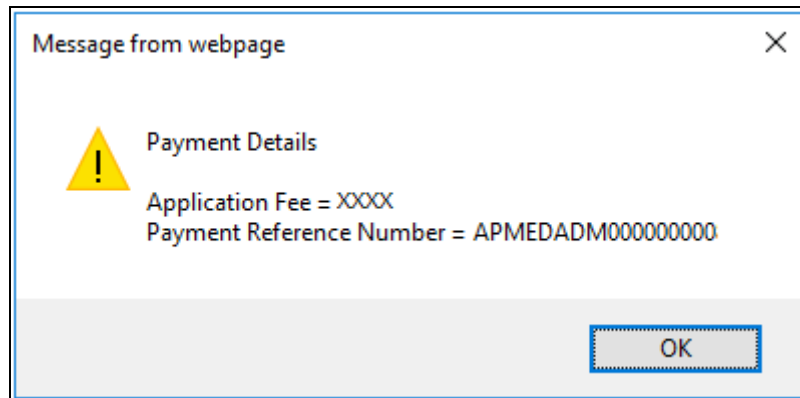 Message from webpage
Payment Details
Application Fee = XXXX
Payment Reference Number = APMEDADM000000000
OK